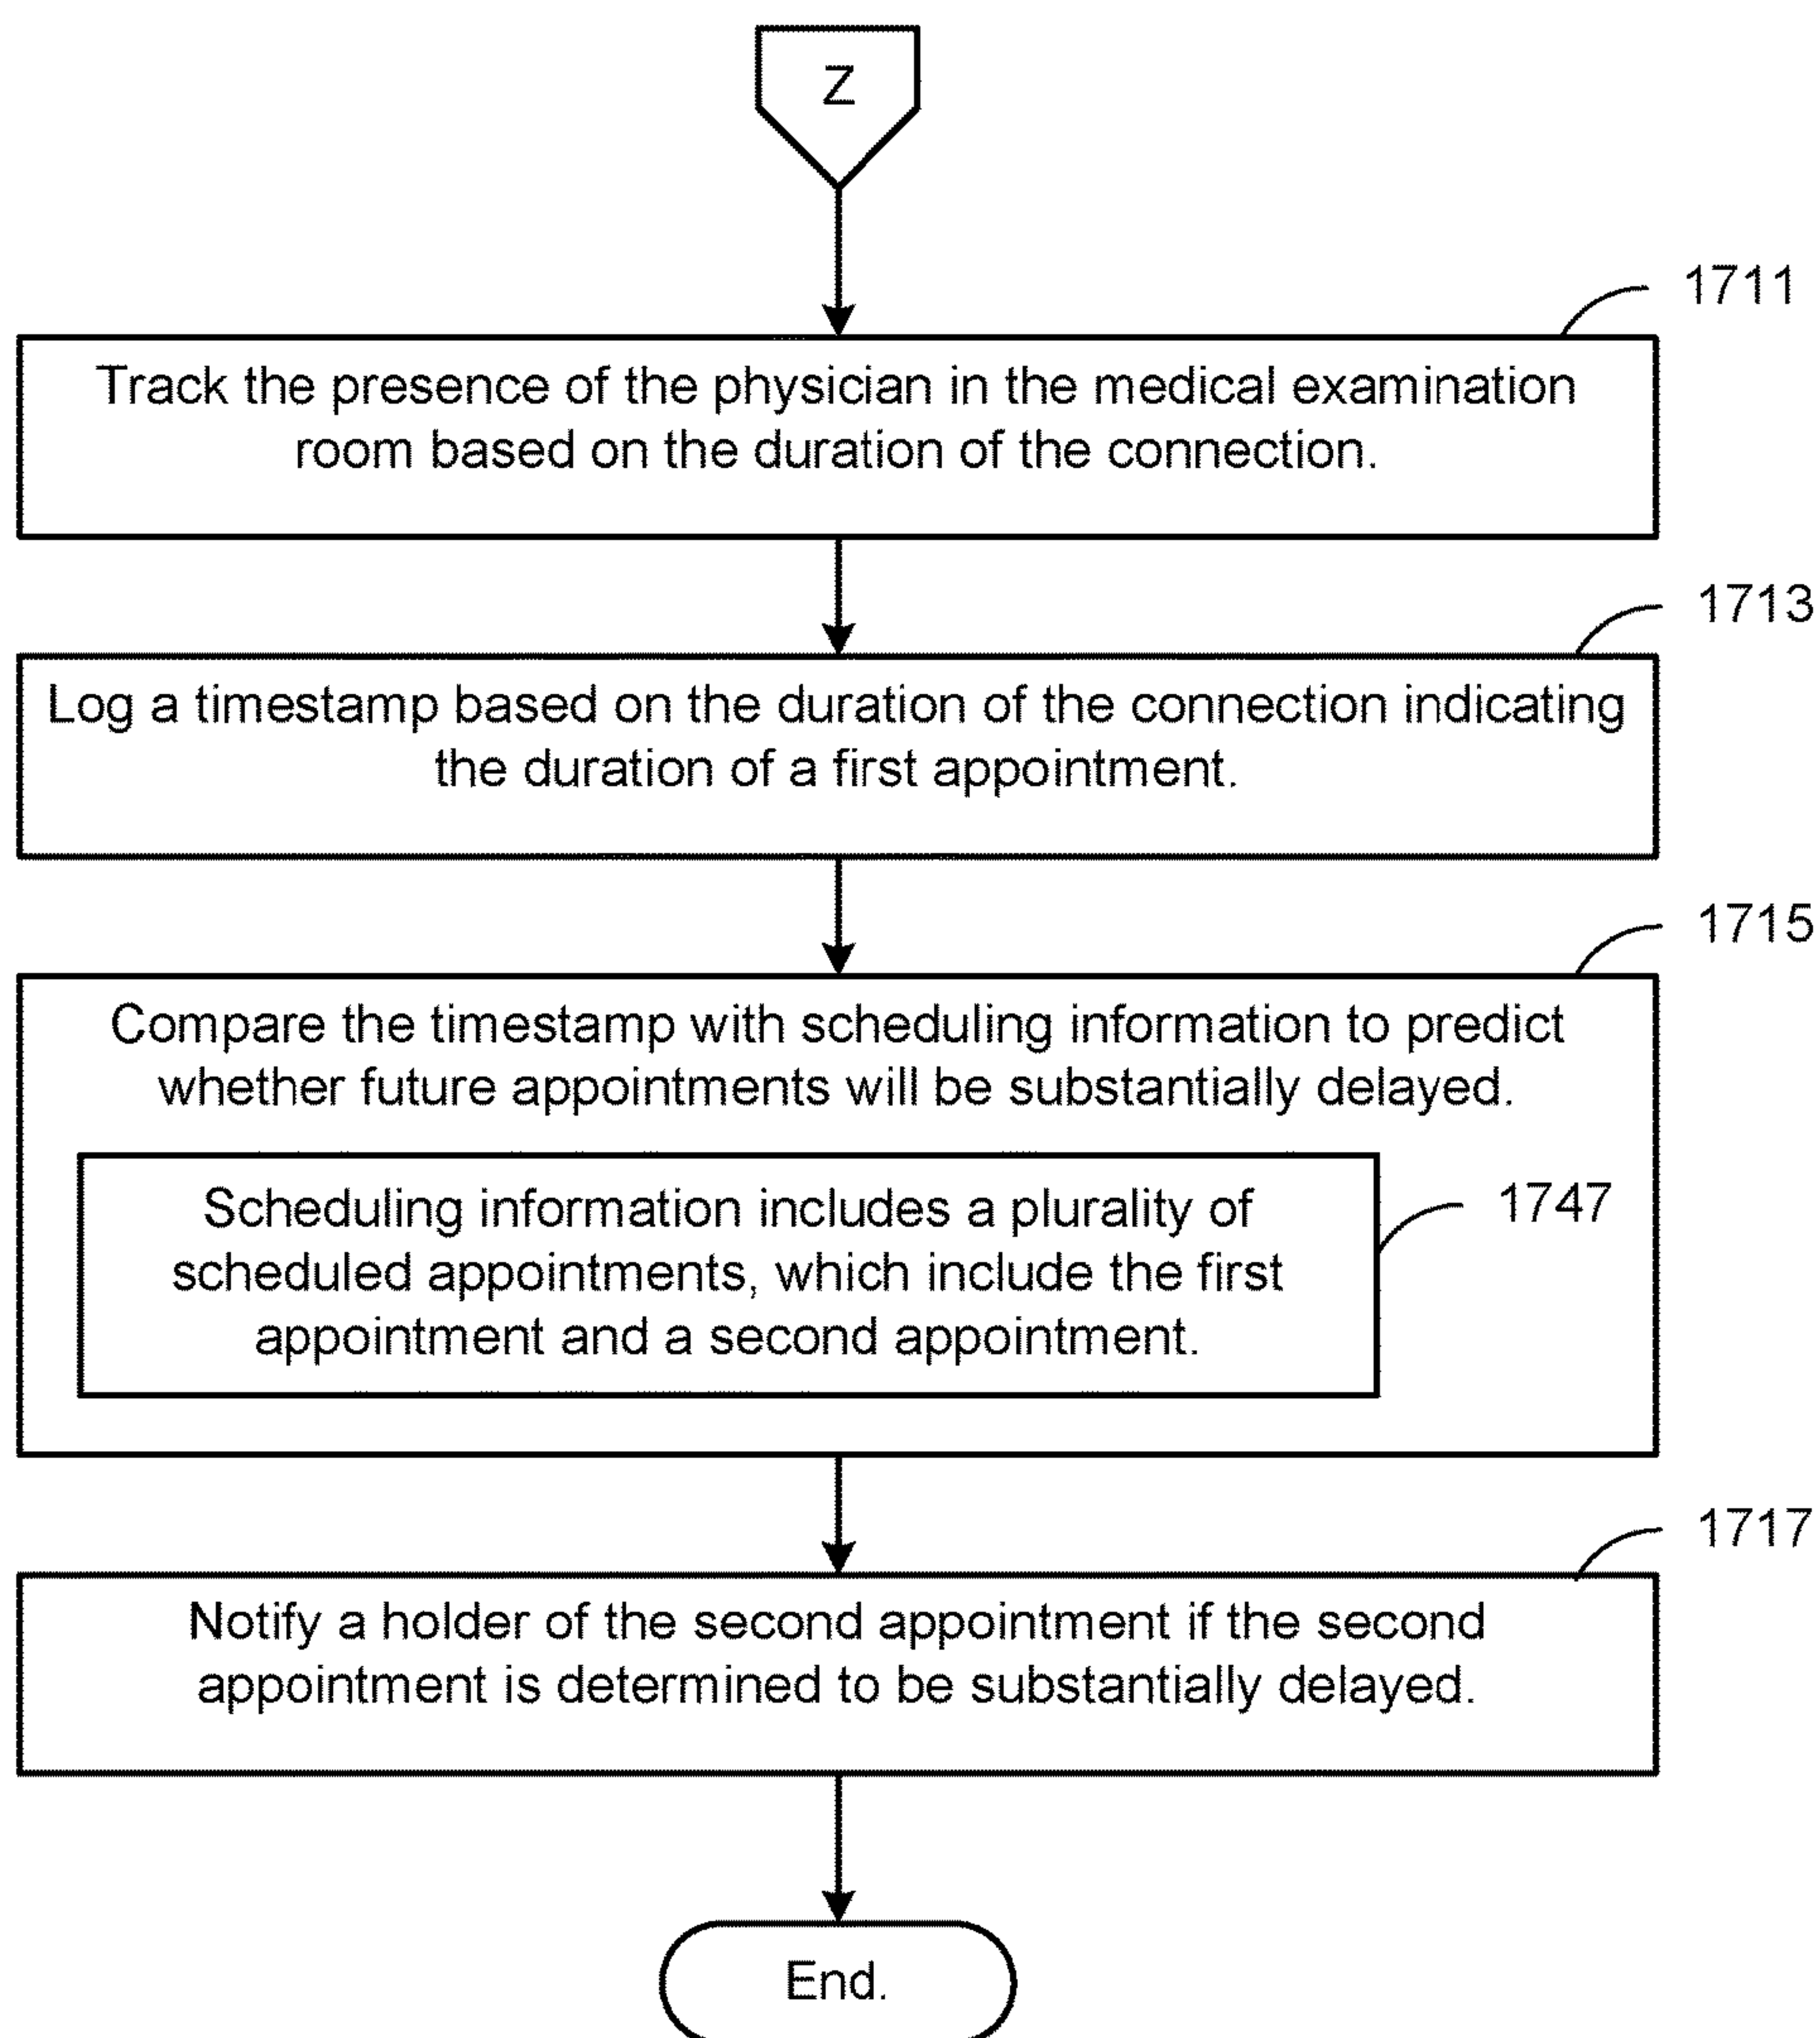 Z
1711
Track the presence of the physician in the medical examination
room based on the duration of the connection.
1713
Log a timestamp based on the duration of the connection indicating
the duration of a first appointment.
1715
Compare the timestamp with scheduling information to predict
whether future appointments will be substantially delayed.
Scheduling information includes a plurality of
1747
scheduled appointments, which include the first
appointment and a second appointment.
1717
Notify a holder of the second appointment if the second
appointment is determined to be substantially delayed.
End.